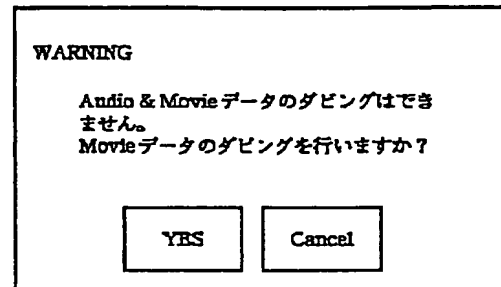 WARNING
Audio & Movieデータのダビングはでき
ません。
Movieデータのダビングを行いますか？
YES
Cancel